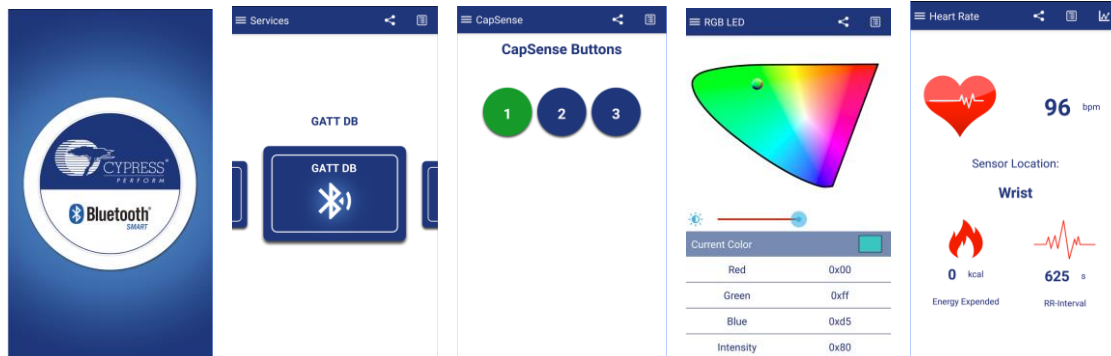 CYPRESS
PERFORM
Bluetooth®
SMART
Services
GATT DB
GATT DB
CapSense
CapSense Buttons
1 2 3
RGB LED
Current Color
Red 0x00
Green 0xff
Blue 0xd5
Intensity 0x80
Heart Rate
96 bpm
Sensor Location:
Wrist
0 kcal 625 s
Energy Expended RR-Interval